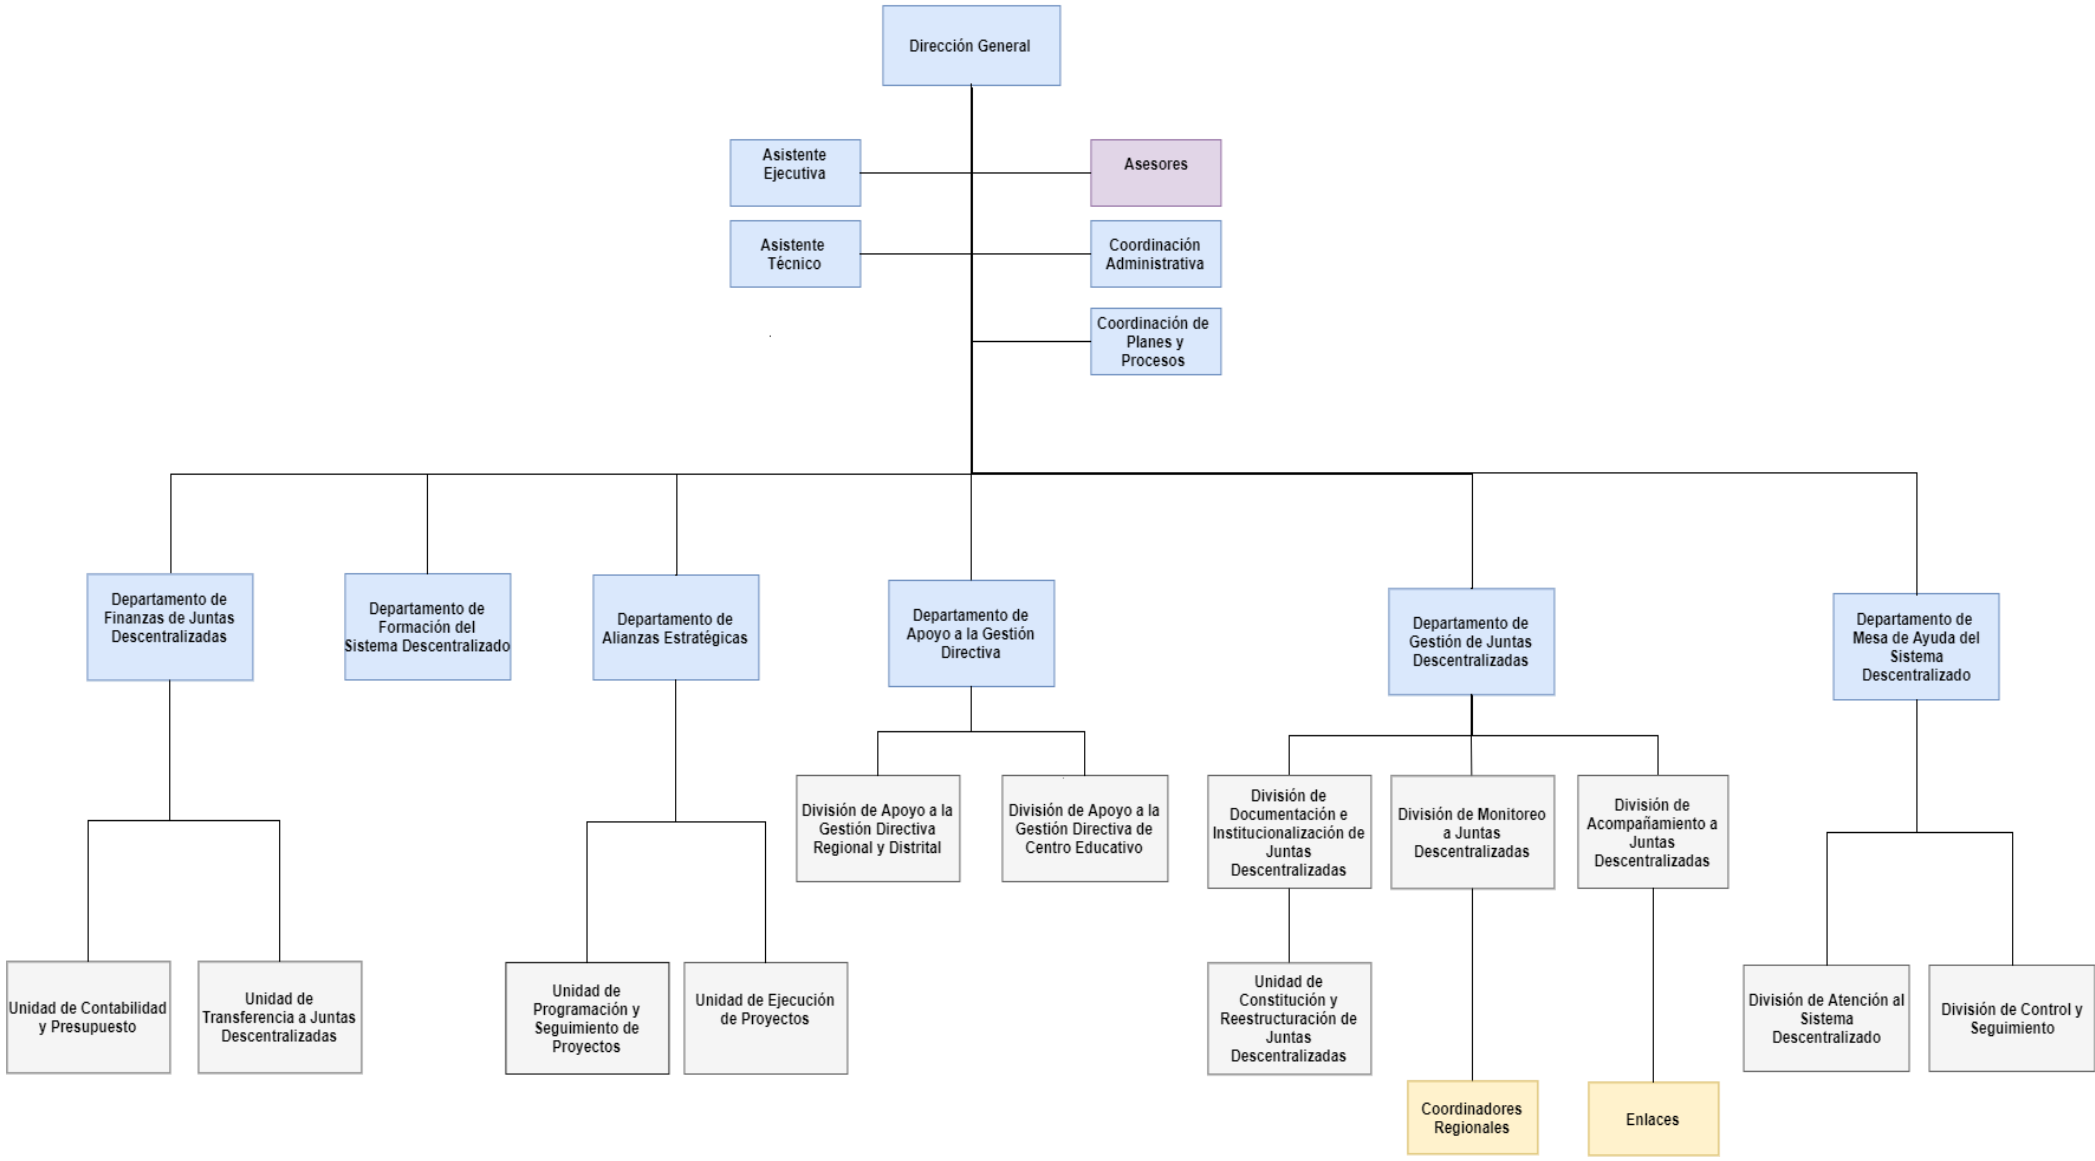 Dirección General
Asistente
Ejecutiva
Asesores
Asistente
Técnico
Coordinación
Administrativa
Coordinación de
Planes y
Procesos
Departamento de
Finanzas de Juntas
Descentralizadas
Departamento de
Formación del
Sistema Descentralizado
Departamento de
Alianzas Estratégicas
Departamento de
Apoyo a la Gestión
Directiva
Departamento de
Gestión de Juntas
Descentralizadas
Departamento de
Mesa de Ayuda del
Sistema
Descentralizado
División de Apoyo a la
Gestión Directiva
Regional y Distrital
División de Apoyo a la
Gestión Directiva de
Centro Educativo
División de
Documentación e
Institucionalización de
Juntas
Descentralizadas
División de Monitoreo
a Juntas
Descentralizadas
División de
Acompañamiento a
Juntas
Descentralizadas
Unidad de Contabilidad
y Presupuesto
Unidad de
Transferencia a Juntas
Descentralizadas
Unidad de
Programación y
Seguimiento de
Proyectos
Unidad de Ejecución
de Proyectos
Unidad de
Constitución y
Reestructuración de
Juntas
Descentralizadas
División de Atención al
Sistema
Descentralizado
División de Control y
Seguimiento
Coordinadores
Regionales
Enlaces